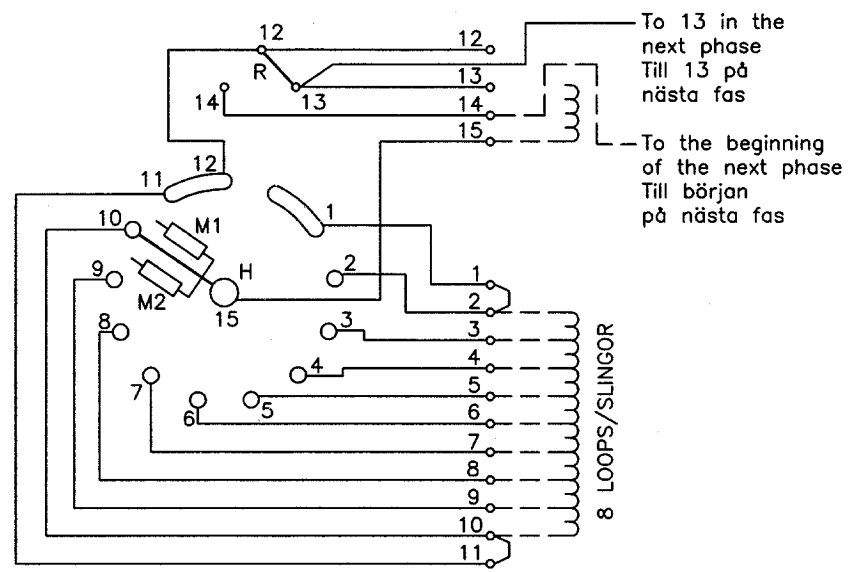 To 13 in the
next phase
Till 13 på
nästa fas
12
12
R
13
13
14
14
15
To the beginning
of the next phase
Till början
på nästa fas
11
12
10
M1
1
9
M2
H
15
2
1
2
8
3
3
7
4
4
6
5
5
6
7
8
9
10
11
8 LOOPS/SLINGOR